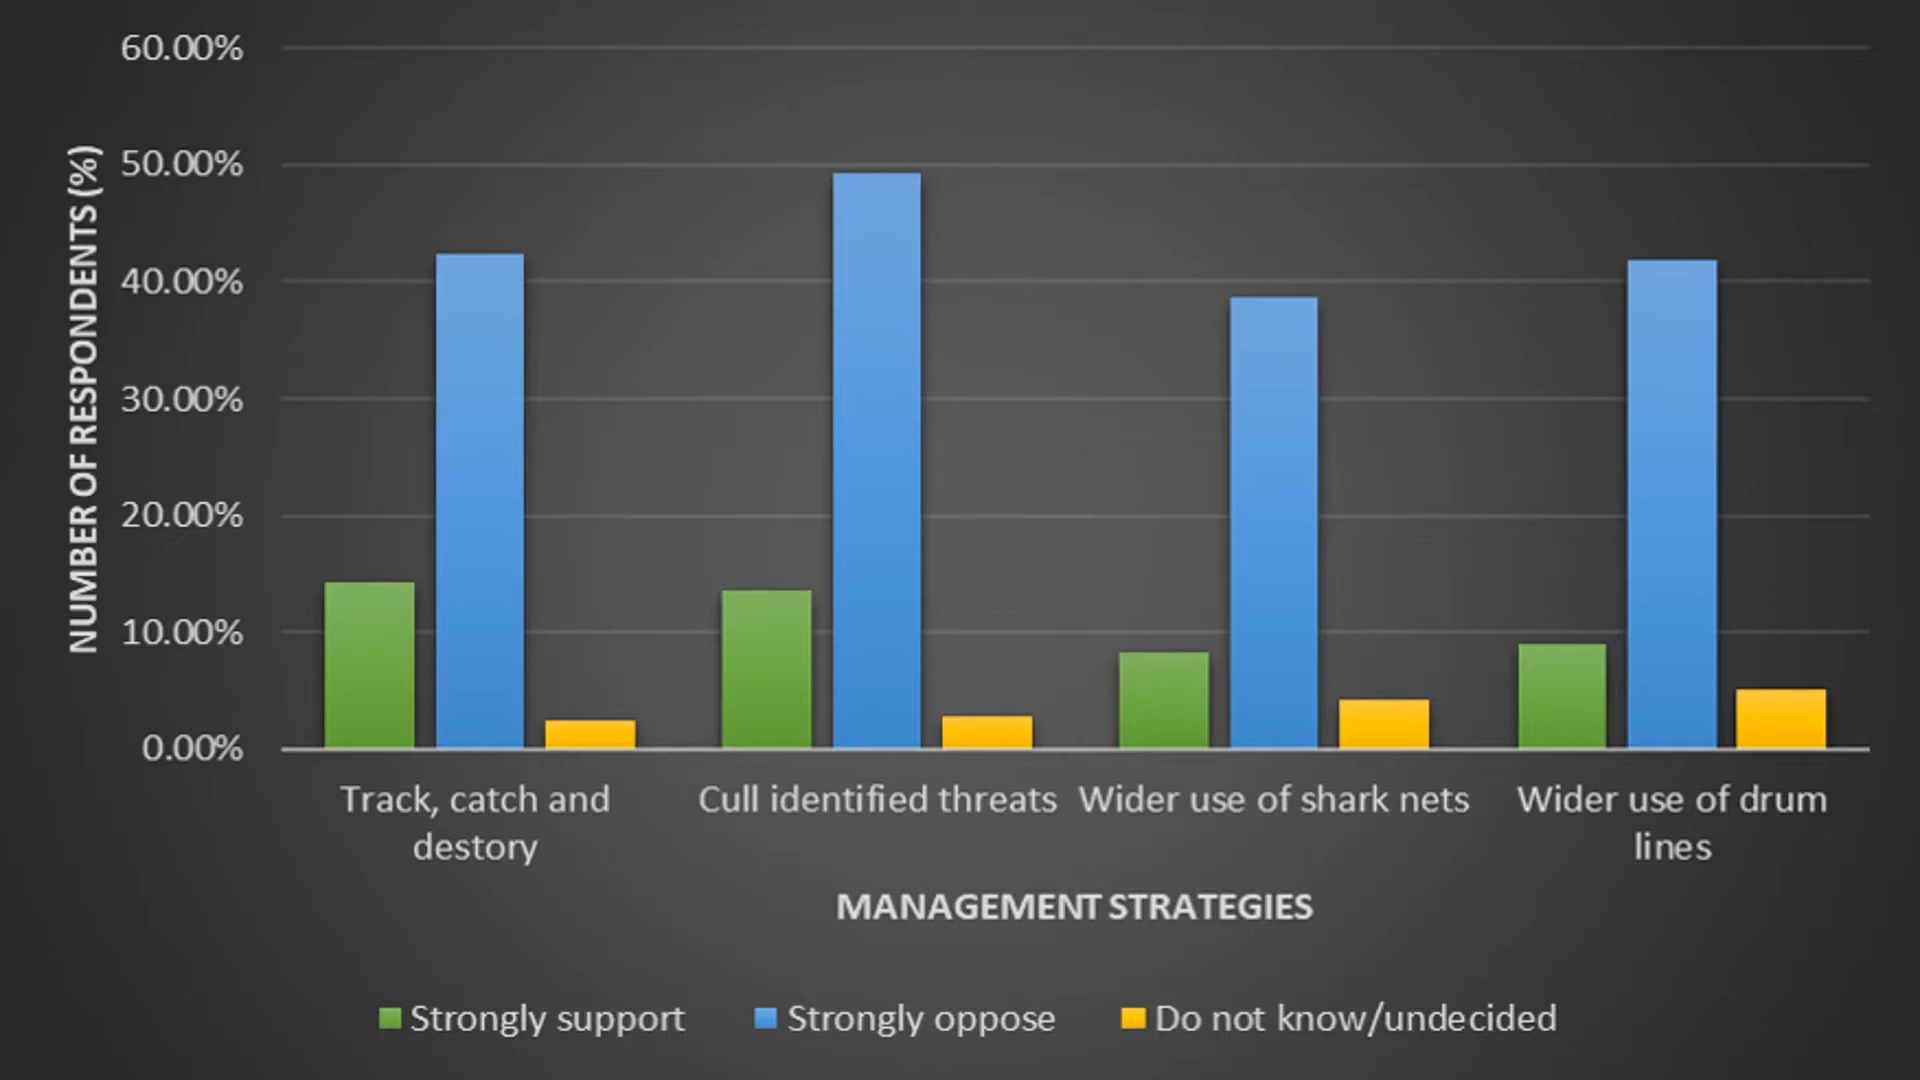 60.00%
50.00%
40.00%
30.00%
20.00%
10.00%
0.00%
NUMBER OF RESPONDENTS (%)
Track, catch and
destory
Cull identified threats
Wider use of shark nets
Wider use of drum
lines
MANAGEMENT STRATEGIES
Strongly support
Strongly oppose
Do not know/undecided